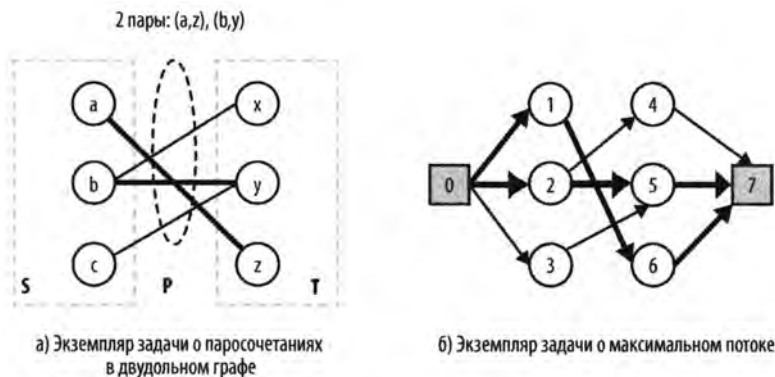 2 пары: (a,z), (b,y)
a
x
b
y
c
z
S
P
T
1
4
0
2
5
7
3
6
а) Экземпляр задачи о паросочетаниях
в двудольном графе
б) Экземпляр задачи о максимальном потоке